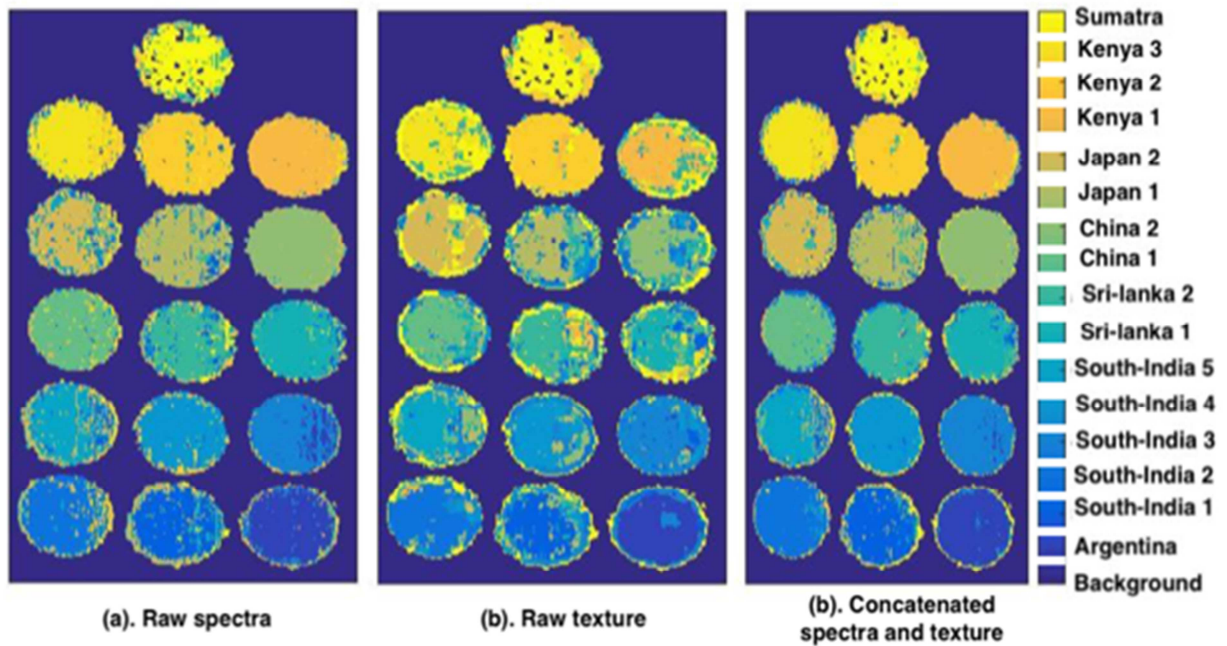 Sumatra
Kenya 3
Kenya 2
Kenya 1
Japan 2
Japan 1
China 2
China 1
Sri-lanka 2
Sri-lanka 1
South-India 5
South-India 4
South-India 3
South-India 2
South-India 1
Argentina
Background
(a). Raw spectra
(b). Raw texture
(b). Concatenated
spectra and texture